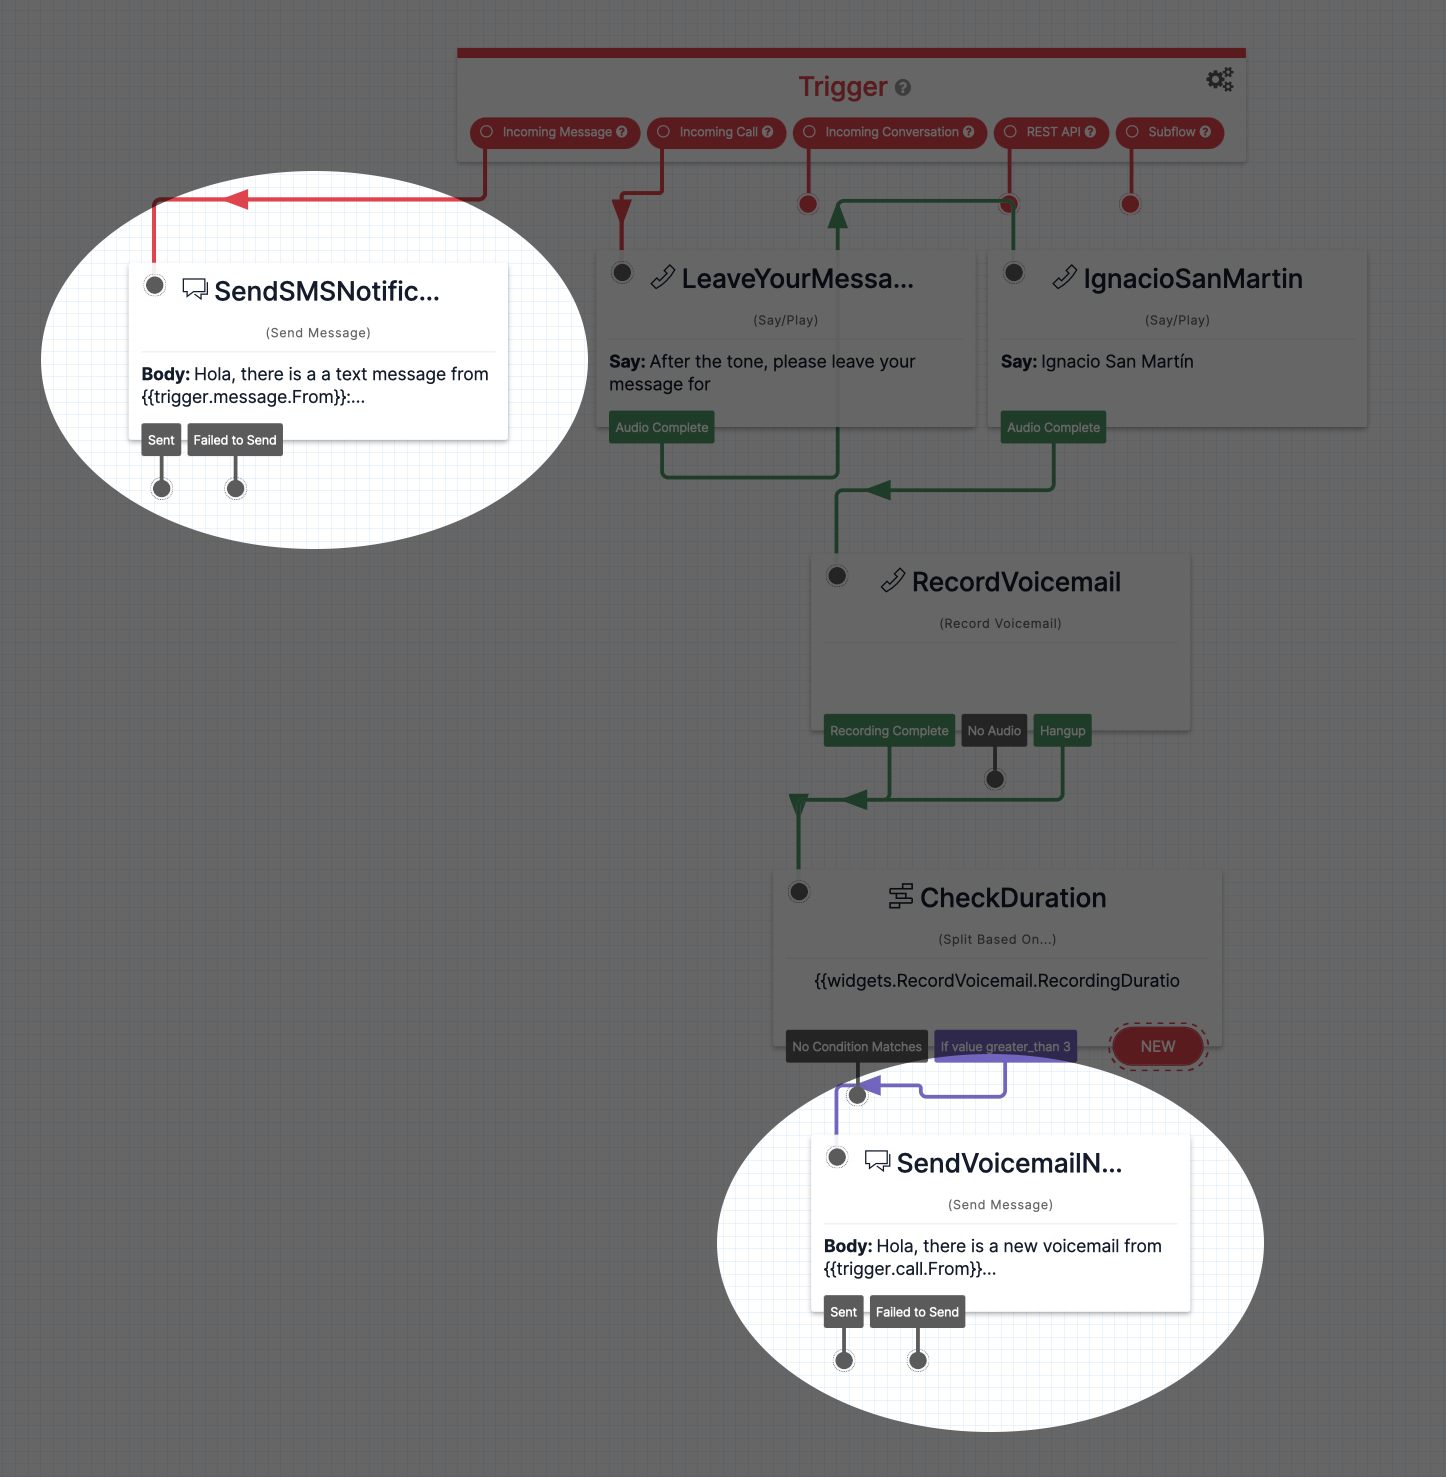 Trigger
Incoming Message
Incoming Call
Incoming Conversation
REST API
Subflow
SendSMSNotific...
(Send Message)
Body: Hola, there is a a text message from
{{trigger.message.From}}:...
Sent
Failed to Send
LeaveYourMessa...
(Say/Play)
Say: After the tone, please leave your
message for
Audio Complete
IgnacioSanMartin
(Say/Play)
Say: Ignacio San Martín
Audio Complete
RecordVoicemail
(Record Voicemail)
Recording Complete
No Audio
Hangup
CheckDuration
(Split Based On...)
{{widgets.RecordVoicemail.RecordingDuratio
No Condition Matches
If value greater_than 3
NEW
SendVoicemailN...
(Send Message)
Body: Hola, there is a new voicemail from
{{trigger.call.From}}...
Sent
Failed to Send